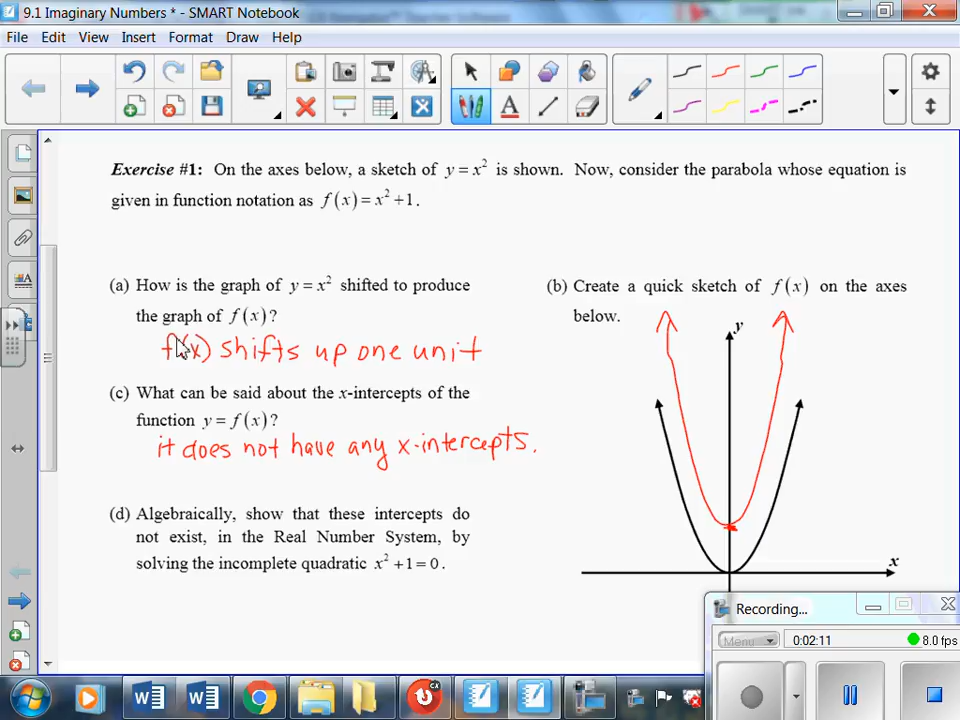 9.1 Imaginary Numbers * - SMART Notebook
File Edit View Insert Format Draw Help
Exercise #1: On the axes below, a sketch of y = x² is shown. Now, consider the parabola whose equation is
given in function notation as f(x) = x² + 1.
(a) How is the graph of y = x² shifted to produce
the graph of f(x)?
f(x) shifts up one unit
(c) What can be said about the x-intercepts of the
function y = f(x)?
it does not have any x-intercepts.
(d) Algebraically, show that these intercepts do
not exist, in the Real Number System, by
solving the incomplete quadratic x² + 1 = 0.
(b) Create a quick sketch of f(x) on the axes
below.
y
x
Recording...
Menu
0:02:11
8.0 fps